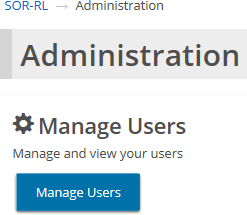 SOR-RL → Administration
Administration
Manage Users
Manage and view your users
Manage Users